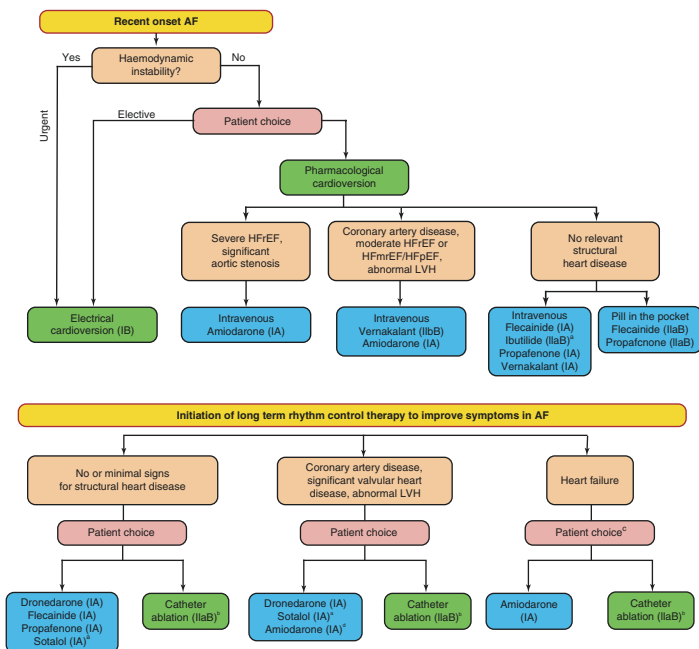 Recent onset AF
Yes
Haemodynamic
instability?
No
Urgent
Elective
Patient choice
Pharmacological
cardioversion
Severe HFrEF,
significant
aortic stenosis
Coronary artery disease,
moderate HFrEF or
HFmrEF/HFpEF,
abnormal LVH
No relevant
structural
heart disease
Electrical
cardioversion (IB)
Intravenous
Amiodarone (IA)
Intravenous
Vernakalant (IIbB)
Amiodarone (IA)
Intravenous
Flecainide (IA)
Ibutilide (IIaB)ᵃ
Propafenone (IA)
Vernakalant (IA)
Pill in the pocket
Flecainide (IIaB)
Propafcnone (IIaB)
Initiation of long term rhythm control therapy to improve symptoms in AF
No or minimal signs
for structural heart disease
Coronary artery disease,
significant valvular heart
disease, abnormal LVH
Heart failure
Patient choice
Patient choice
Patient choiceᶜ
Dronedarone (IA)
Flecainide (IA)
Propafenone (IA)
Sotalol (IA)ᵃ
Catheter
ablation (IIaB)ᵇ
Dronedarone (IA)
Sotalol (IA)ᵃ
Amiodarone (IA)ᵈ
Catheter
ablation (IIaB)ᵇ
Amiodarone
(IA)
Catheter
ablation (IIaB)ᵇ